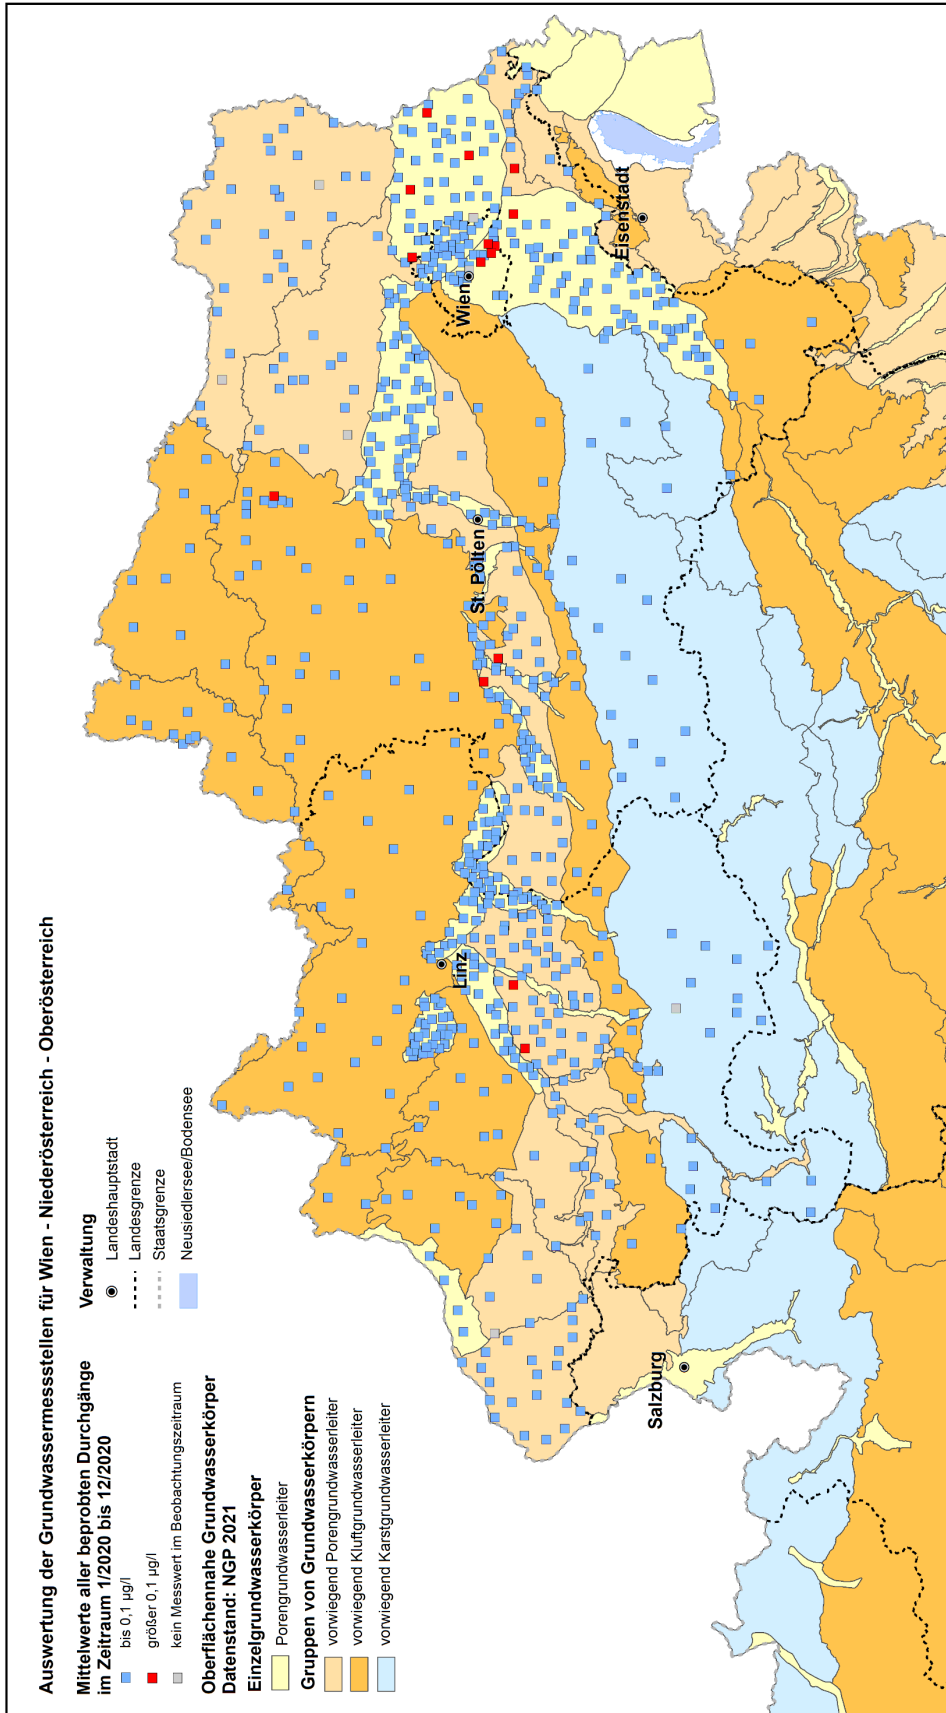 Auswertung der Grundwassermessstellen für Wien - Niederösterreich - Oberösterreich
Mittelwerte aller beprobten Durchgänge
im Zeitraum 1/2020 bis 12/2020
bis 0,1 µg/l
größer 0,1 µg/l
kein Messwert im Beobachtungszeitraum
Oberflächennahe Grundwasserkörper
Datenstand: NGP 2021
Einzelgrundwasserkörper
Porengrundwasserleiter
Gruppen von Grundwasserkörpern
vorwiegend Porengrundwasserleiter
vorwiegend Kluftgrundwasserleiter
vorwiegend Karstgrundwasserleiter
Verwaltung
Landeshauptstadt
Landesgrenze
Staatsgrenze
Neusiedlersee/Bodensee
Linz
St. Pölten
Wien
Eisenstadt
Salzburg